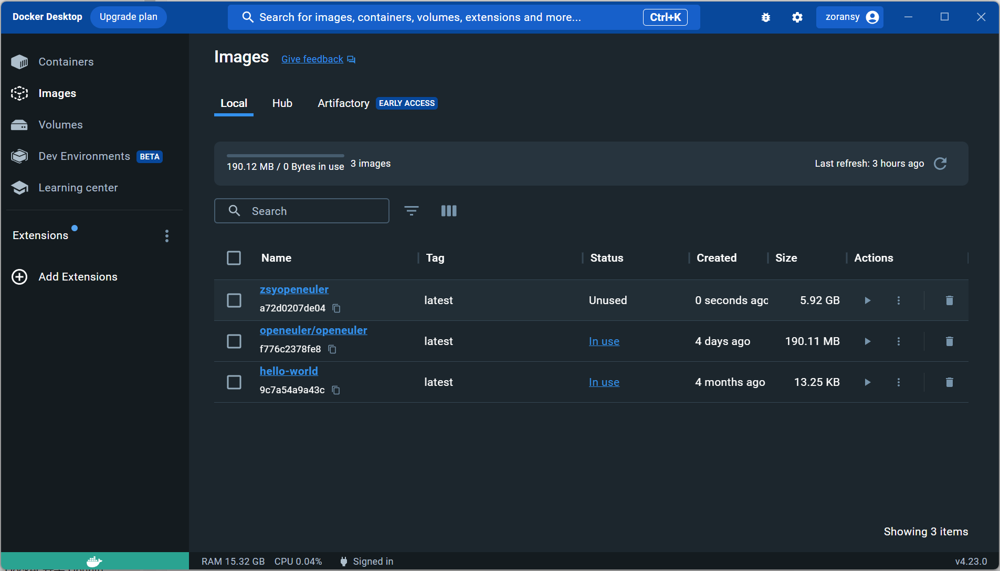 Docker Desktop
Upgrade plan
Search for images, containers, volumes, extensions and more...
Ctrl+K
zoransy
Containers
Images
Volumes
Dev Environments BETA
Learning center
Extensions
Add Extensions
Images Give feedback
Local Hub Artifactory EARLY ACCESS
190.12 MB / 0 Bytes in use 3 images
Last refresh: 3 hours ago
Search
Name Tag Status Created Size Actions
zsyopeneuler
a72d0207de04
latest Unused 0 seconds ago 5.92 GB
openeuler/openeuler
f776c2378fe8
latest In use 4 days ago 190.11 MB
hello-world
9c7a54a9a43c
latest In use 4 months ago 13.25 KB
Showing 3 items
RAM 15.32 GB CPU 0.04% Signed in
v4.23.0